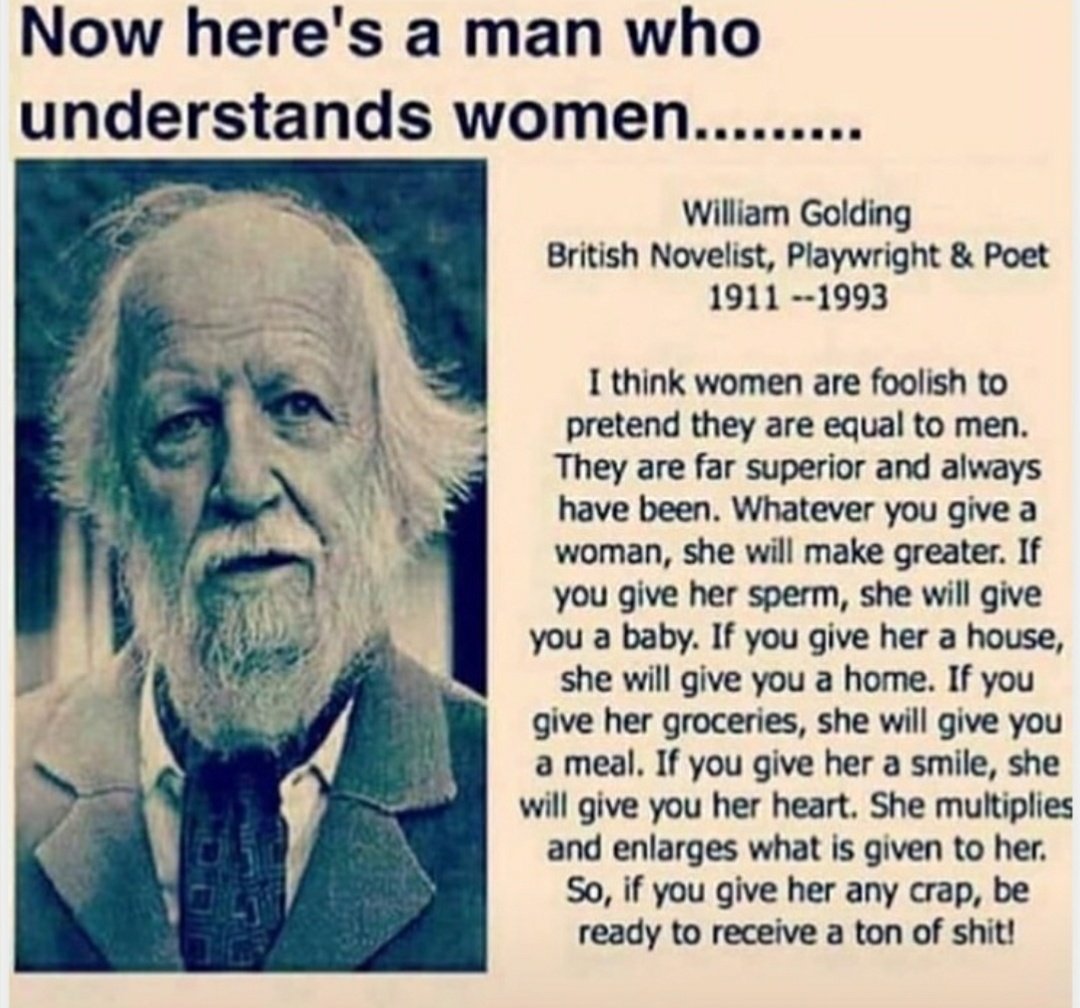 Now here's a man who
understands women.........
William Golding
British Novelist, Playwright & Poet
1911 --1993
I think women are foolish to
pretend they are equal to men.
They are far superior and always
have been. Whatever you give a
woman, she will make greater. If
you give her sperm, she will give
you a baby. If you give her a house,
she will give you a home. If you
give her groceries, she will give you
a meal. If you give her a smile, she
will give you her heart. She multiplies
and enlarges what is given to her.
So, if you give her any crap, be
ready to receive a ton of shit!